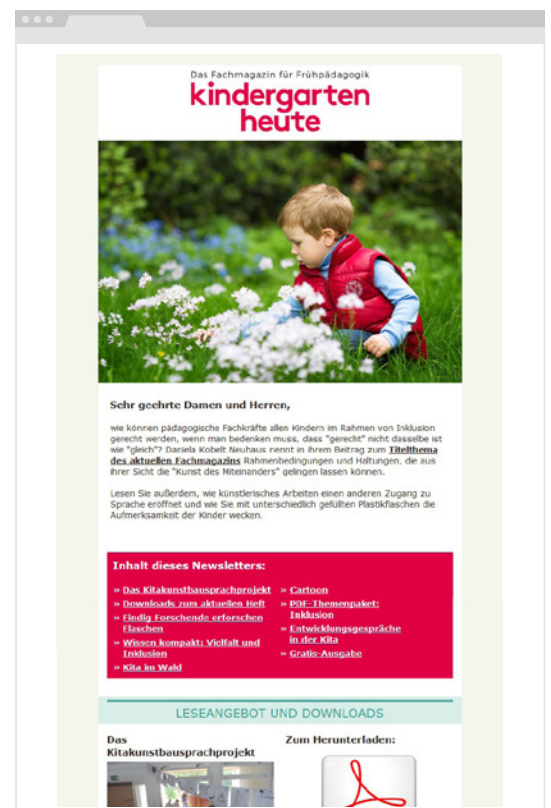 Das Fachmagazin für Frühpädagogik
kindergarten
heute
Sehr geehrte Damen und Herren,
wie können pädagogische Fachkräfte allen Kindern im Rahmen von Inklusion
gerecht werden, wenn man bedenken muss, dass "gerecht" nicht dasselbe ist
wie "gleich"? Daniela Kobelt Neuhaus nennt in ihrem Beitrag zum Titelthema
des aktuellen Fachmagazins Rahmenbedingungen und Haltungen, die aus
ihrer Sicht die "Kunst des Miteinanders" gelingen lassen können.
Lesen Sie außerdem, wie künstlerisches Arbeiten einen anderen Zugang zu
Sprache eröffnet und wie Sie mit unterschiedlich gefüllten Plastikflaschen die
Aufmerksamkeit der Kinder wecken.
Inhalt dieses Newsletters:
» Das Kitakunstbausprachprojekt
» Downloads zum aktuellen Heft
» Findig Forschende erforschen
Flaschen
» Wissen kompakt: Vielfalt und
Inklusion
» Kita im Wald
» Cartoon
» PDF-Themenpaket:
Inklusion
» Entwicklungsgespräche
in der Kita
» Gratis-Ausgabe
LESEANGEBOT UND DOWNLOADS
Das
Kitakunstbausprachprojekt
Zum Herunterladen: